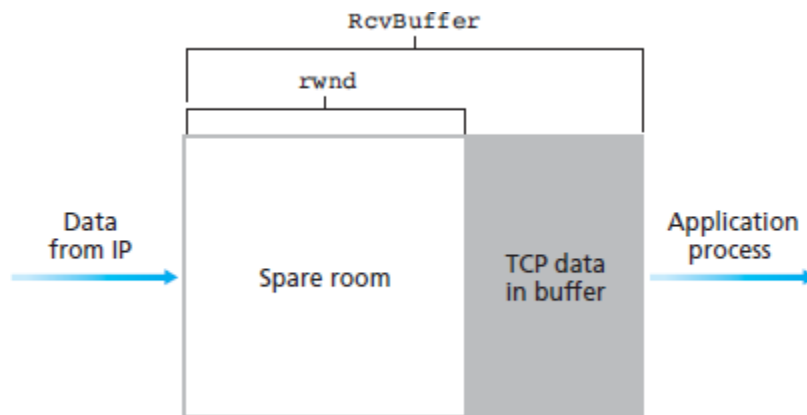 RcvBuffer
rwnd
Data
from IP
Spare room
TCP data
in buffer
Application
process